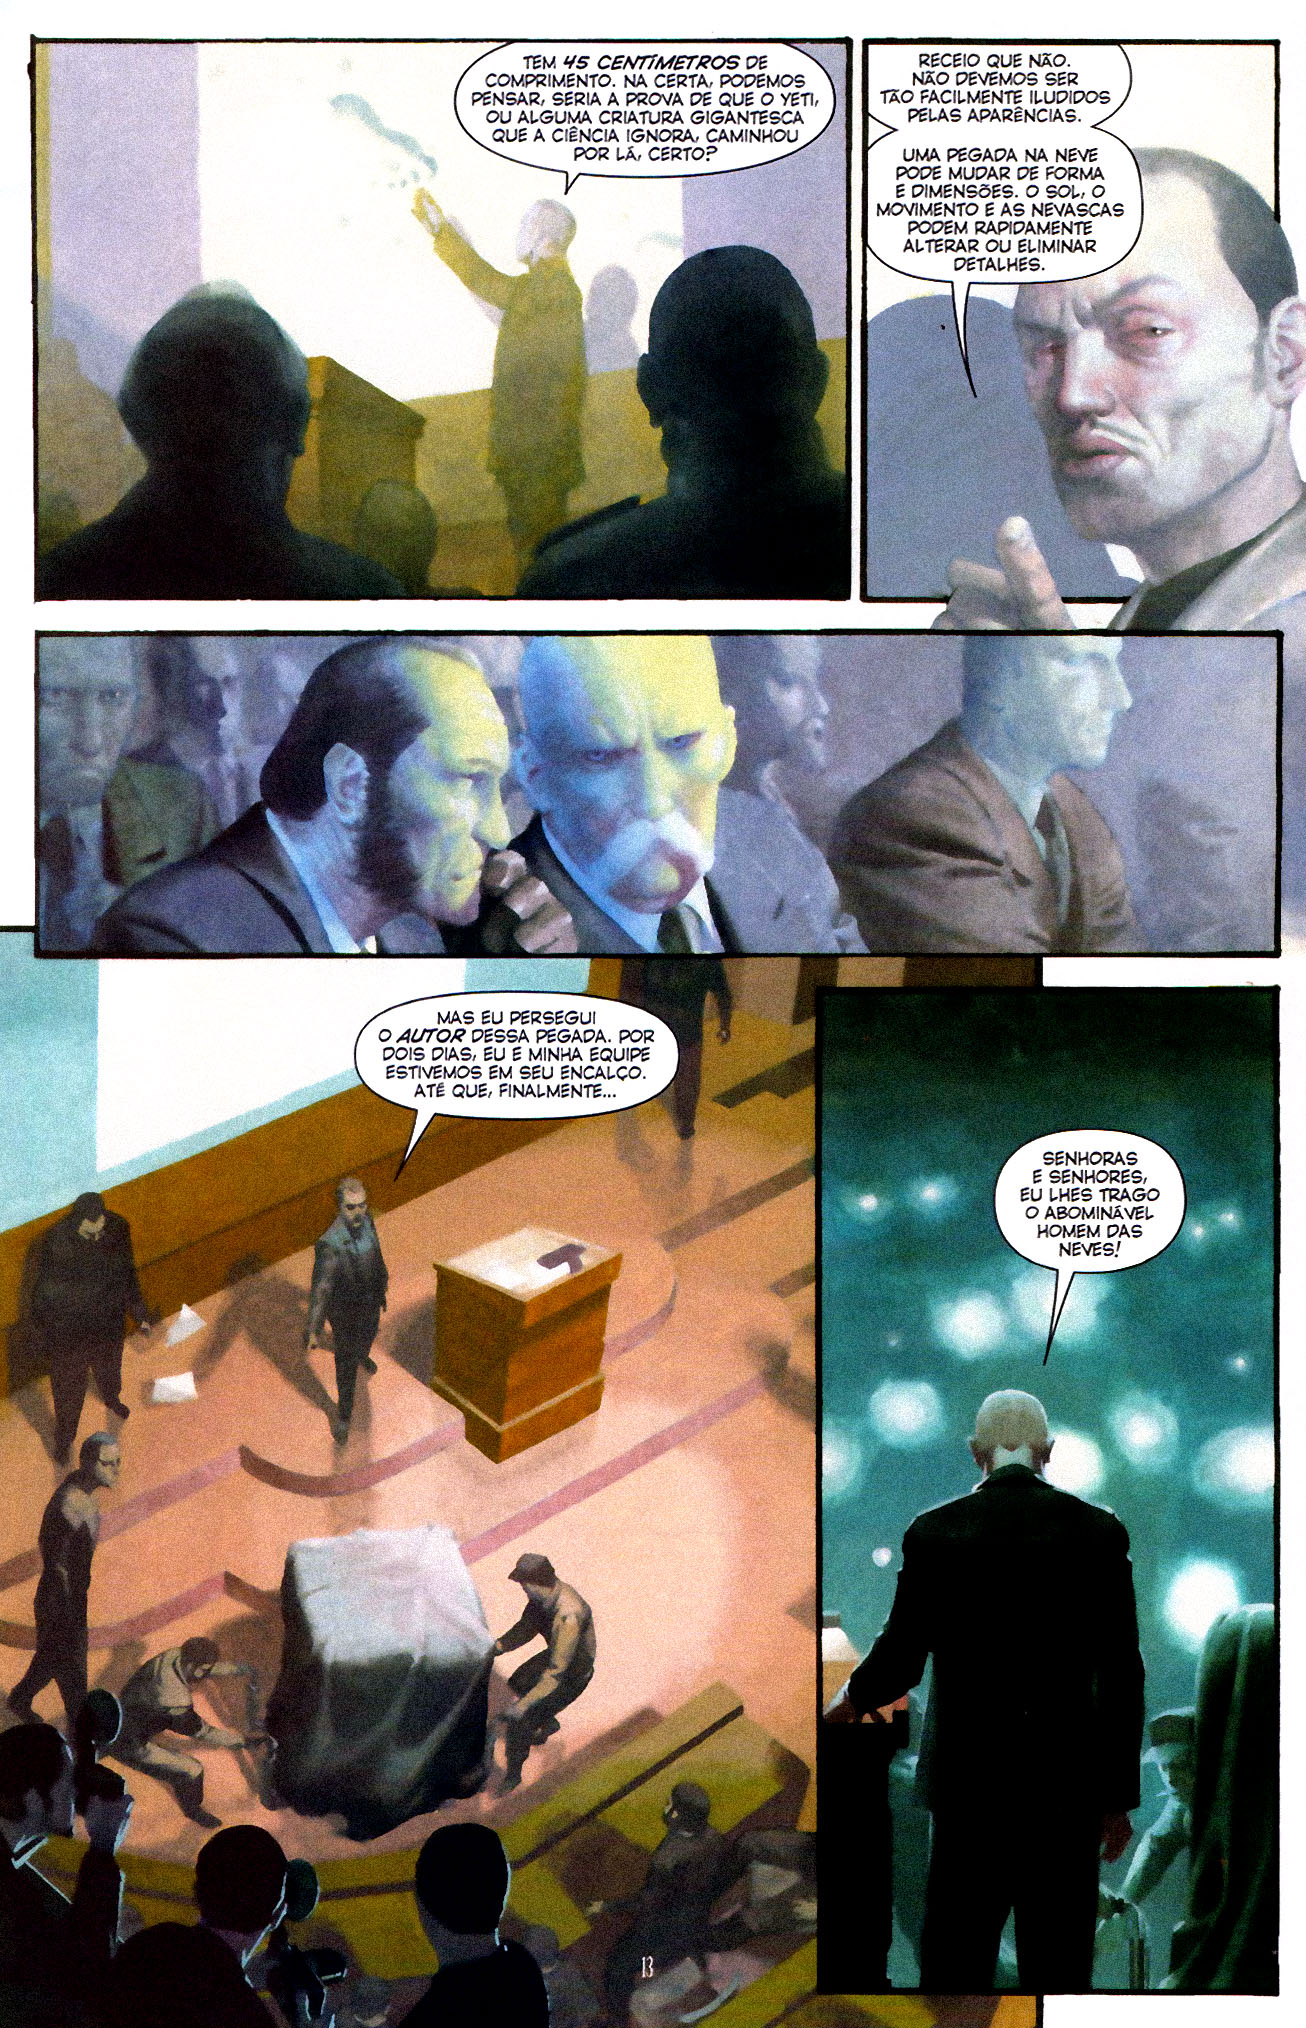 TEM 45 CENTÍMETROS DE
COMPRIMENTO. NA CERTA, PODEMOS
PENSAR, SERIA A PROVA DE QUE O YETI,
OU ALGUMA CRIATURA GIGANTESCA
QUE A CIÊNCIA IGNORA, CAMINHOU
POR LÁ, CERTO?
RECEIO QUE NÃO.
NÃO DEVEMOS SER
TÃO FACILMENTE ILUDIDOS
PELAS APARÊNCIAS.
UMA PEGADA NA NEVE
PODE MUDAR DE FORMA
E DIMENSÕES. O SOL, O
MOVIMENTO E AS NEVASCAS
PODEM RAPIDAMENTE
ALTERAR OU ELIMINAR
DETALHES.
MAS EU PERSEGUI
O AUTOR DESSA PEGADA. POR
DOIS DIAS, EU E MINHA EQUIPE
ESTIVEMOS EM SEU ENCALÇO.
ATÉ QUE, FINALMENTE...
SENHORAS
E SENHORES,
EU LHES TRAGO
O ABOMINÁVEL
HOMEM DAS
NEVES!
13